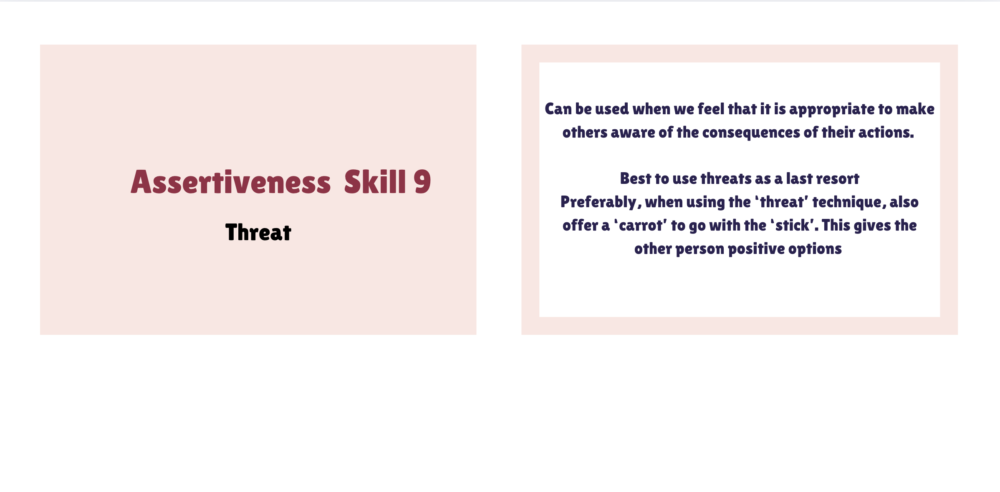 Assertiveness  Skill 9
Threat
Can be used when we feel that it is appropriate to make
others aware of the consequences of their actions.
Best to use threats as a last resort
Preferably, when using the ‘threat’ technique, also
offer a ‘carrot’ to go with the ‘stick’. This gives the
other person positive options